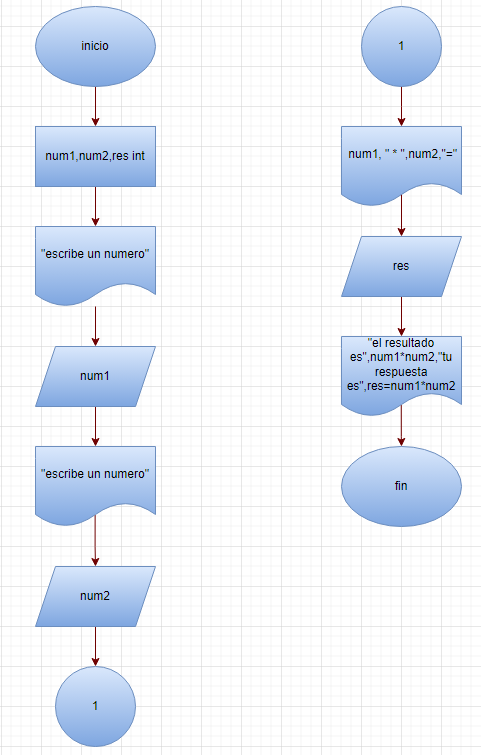 inicio
num1,num2,res int
"escribe un numero"
num1
"escribe un numero"
num2
1
1
num1, " * ",num2,"="
res
"el resultado
es",num1*num2,"tu
respuesta
es",res=num1*num2
fin